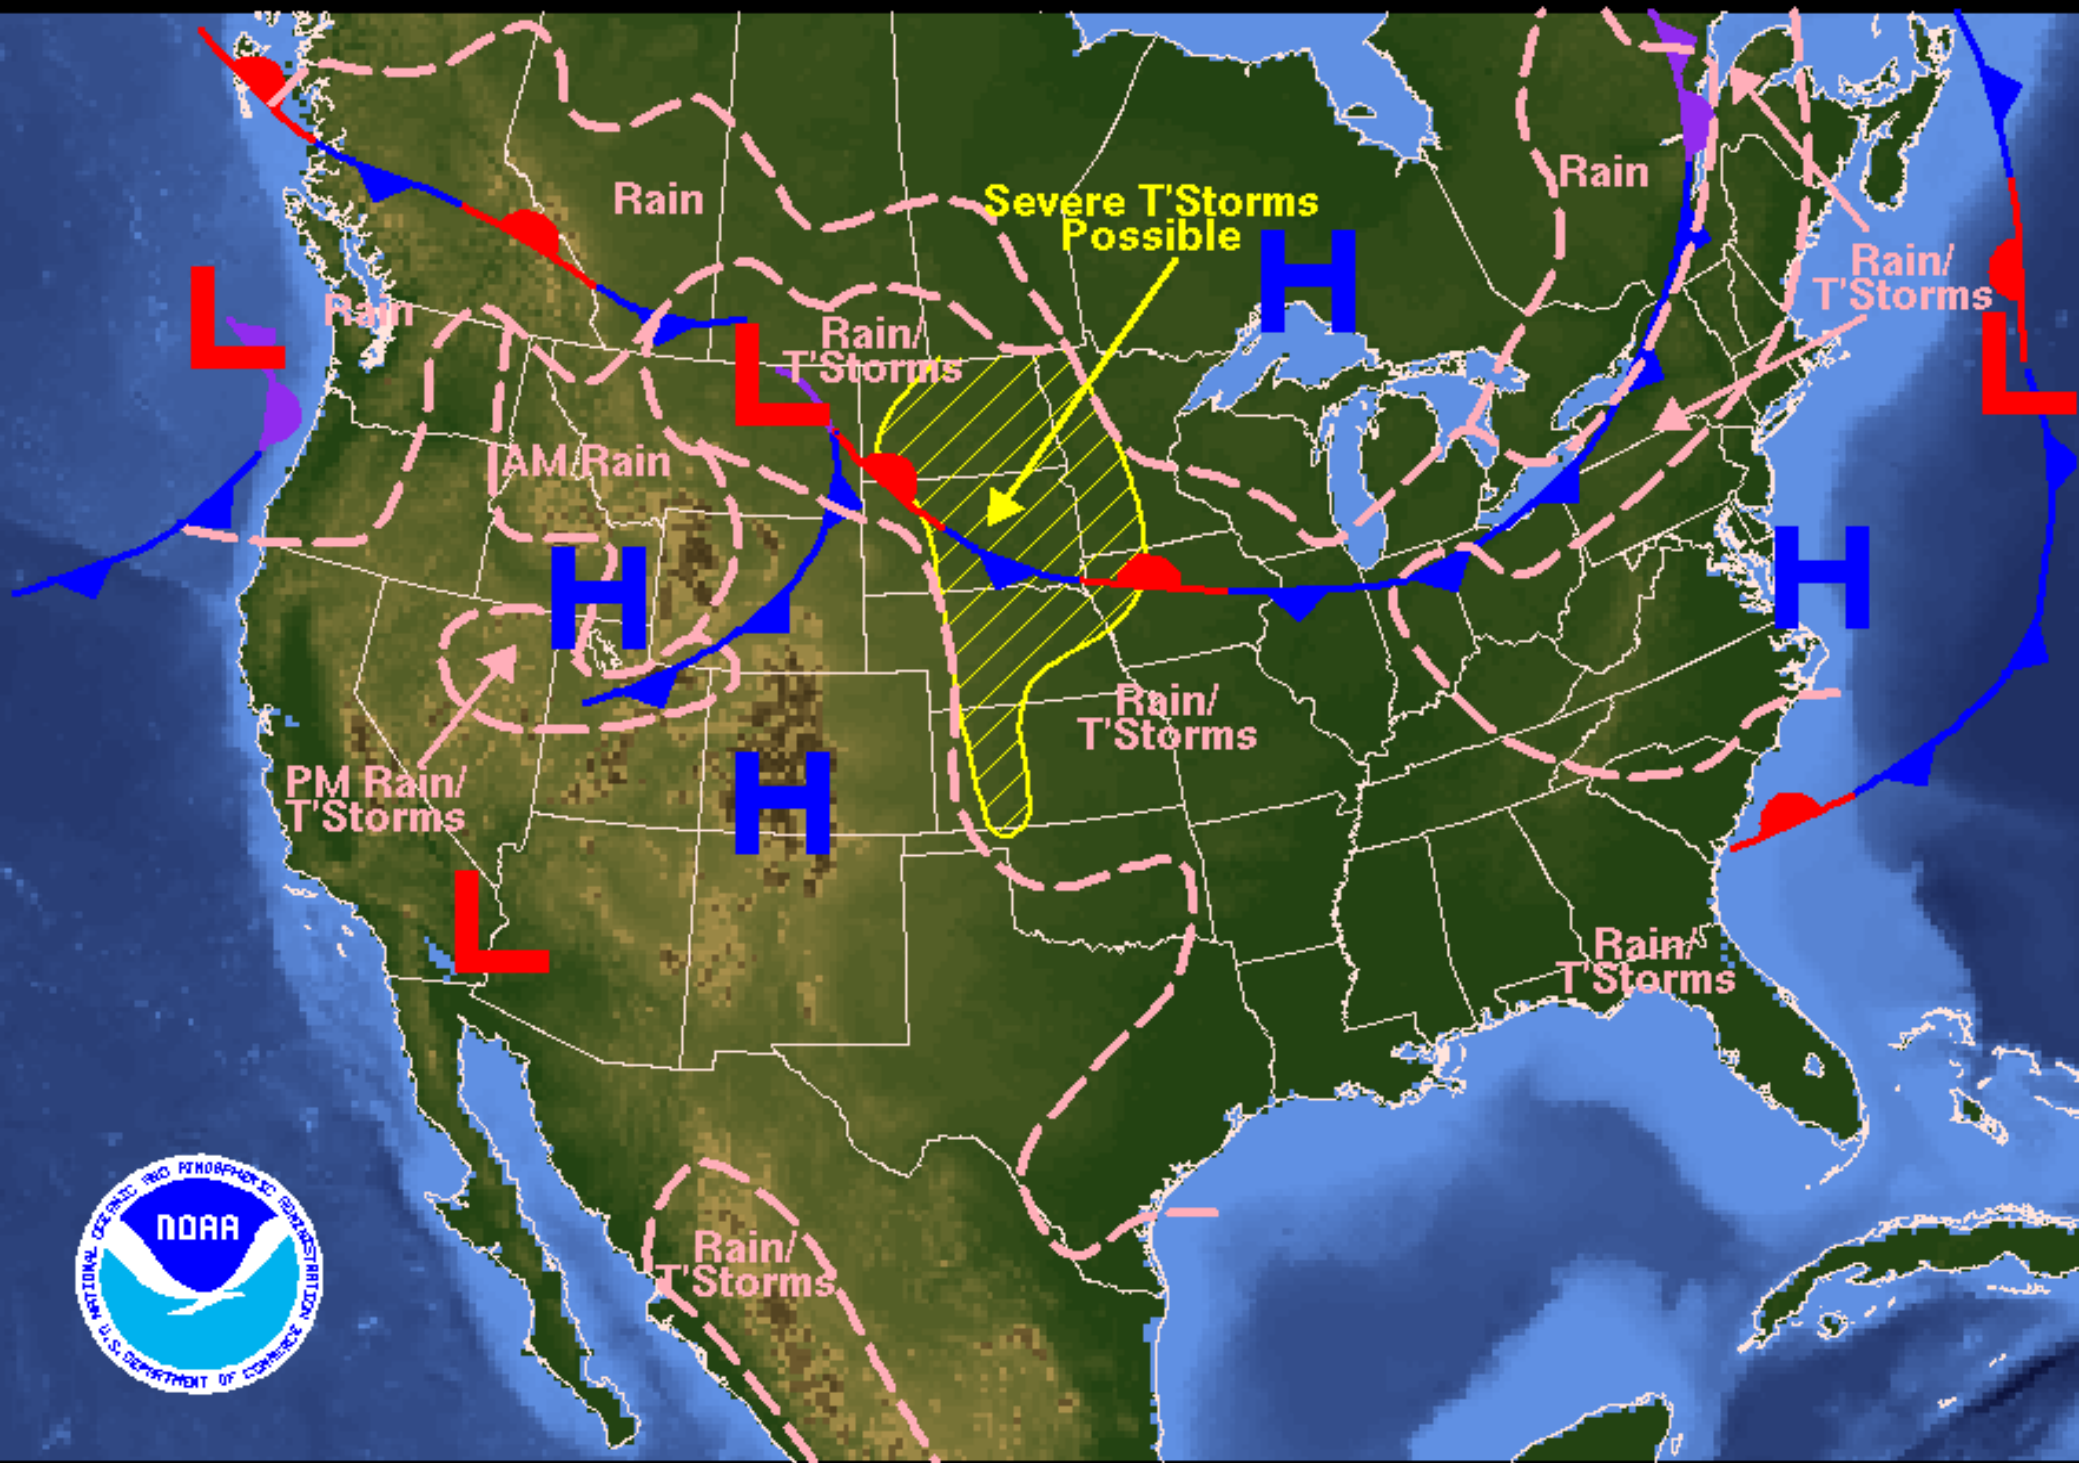 Rain
Severe T'Storms
Possible
H
Rain
Rain/
T'Storms
L
Rain
L
Rain/
T'Storms
L
AM Rain
H
H
Rain/
T'Storms
PM Rain/
T'Storms
H
L
Rain/
T'Storms
Rain/
T'Storms
NOAA
NATIONAL OCEANIC AND ATMOSPHERIC ADMINISTRATION
U.S. DEPARTMENT OF COMMERCE